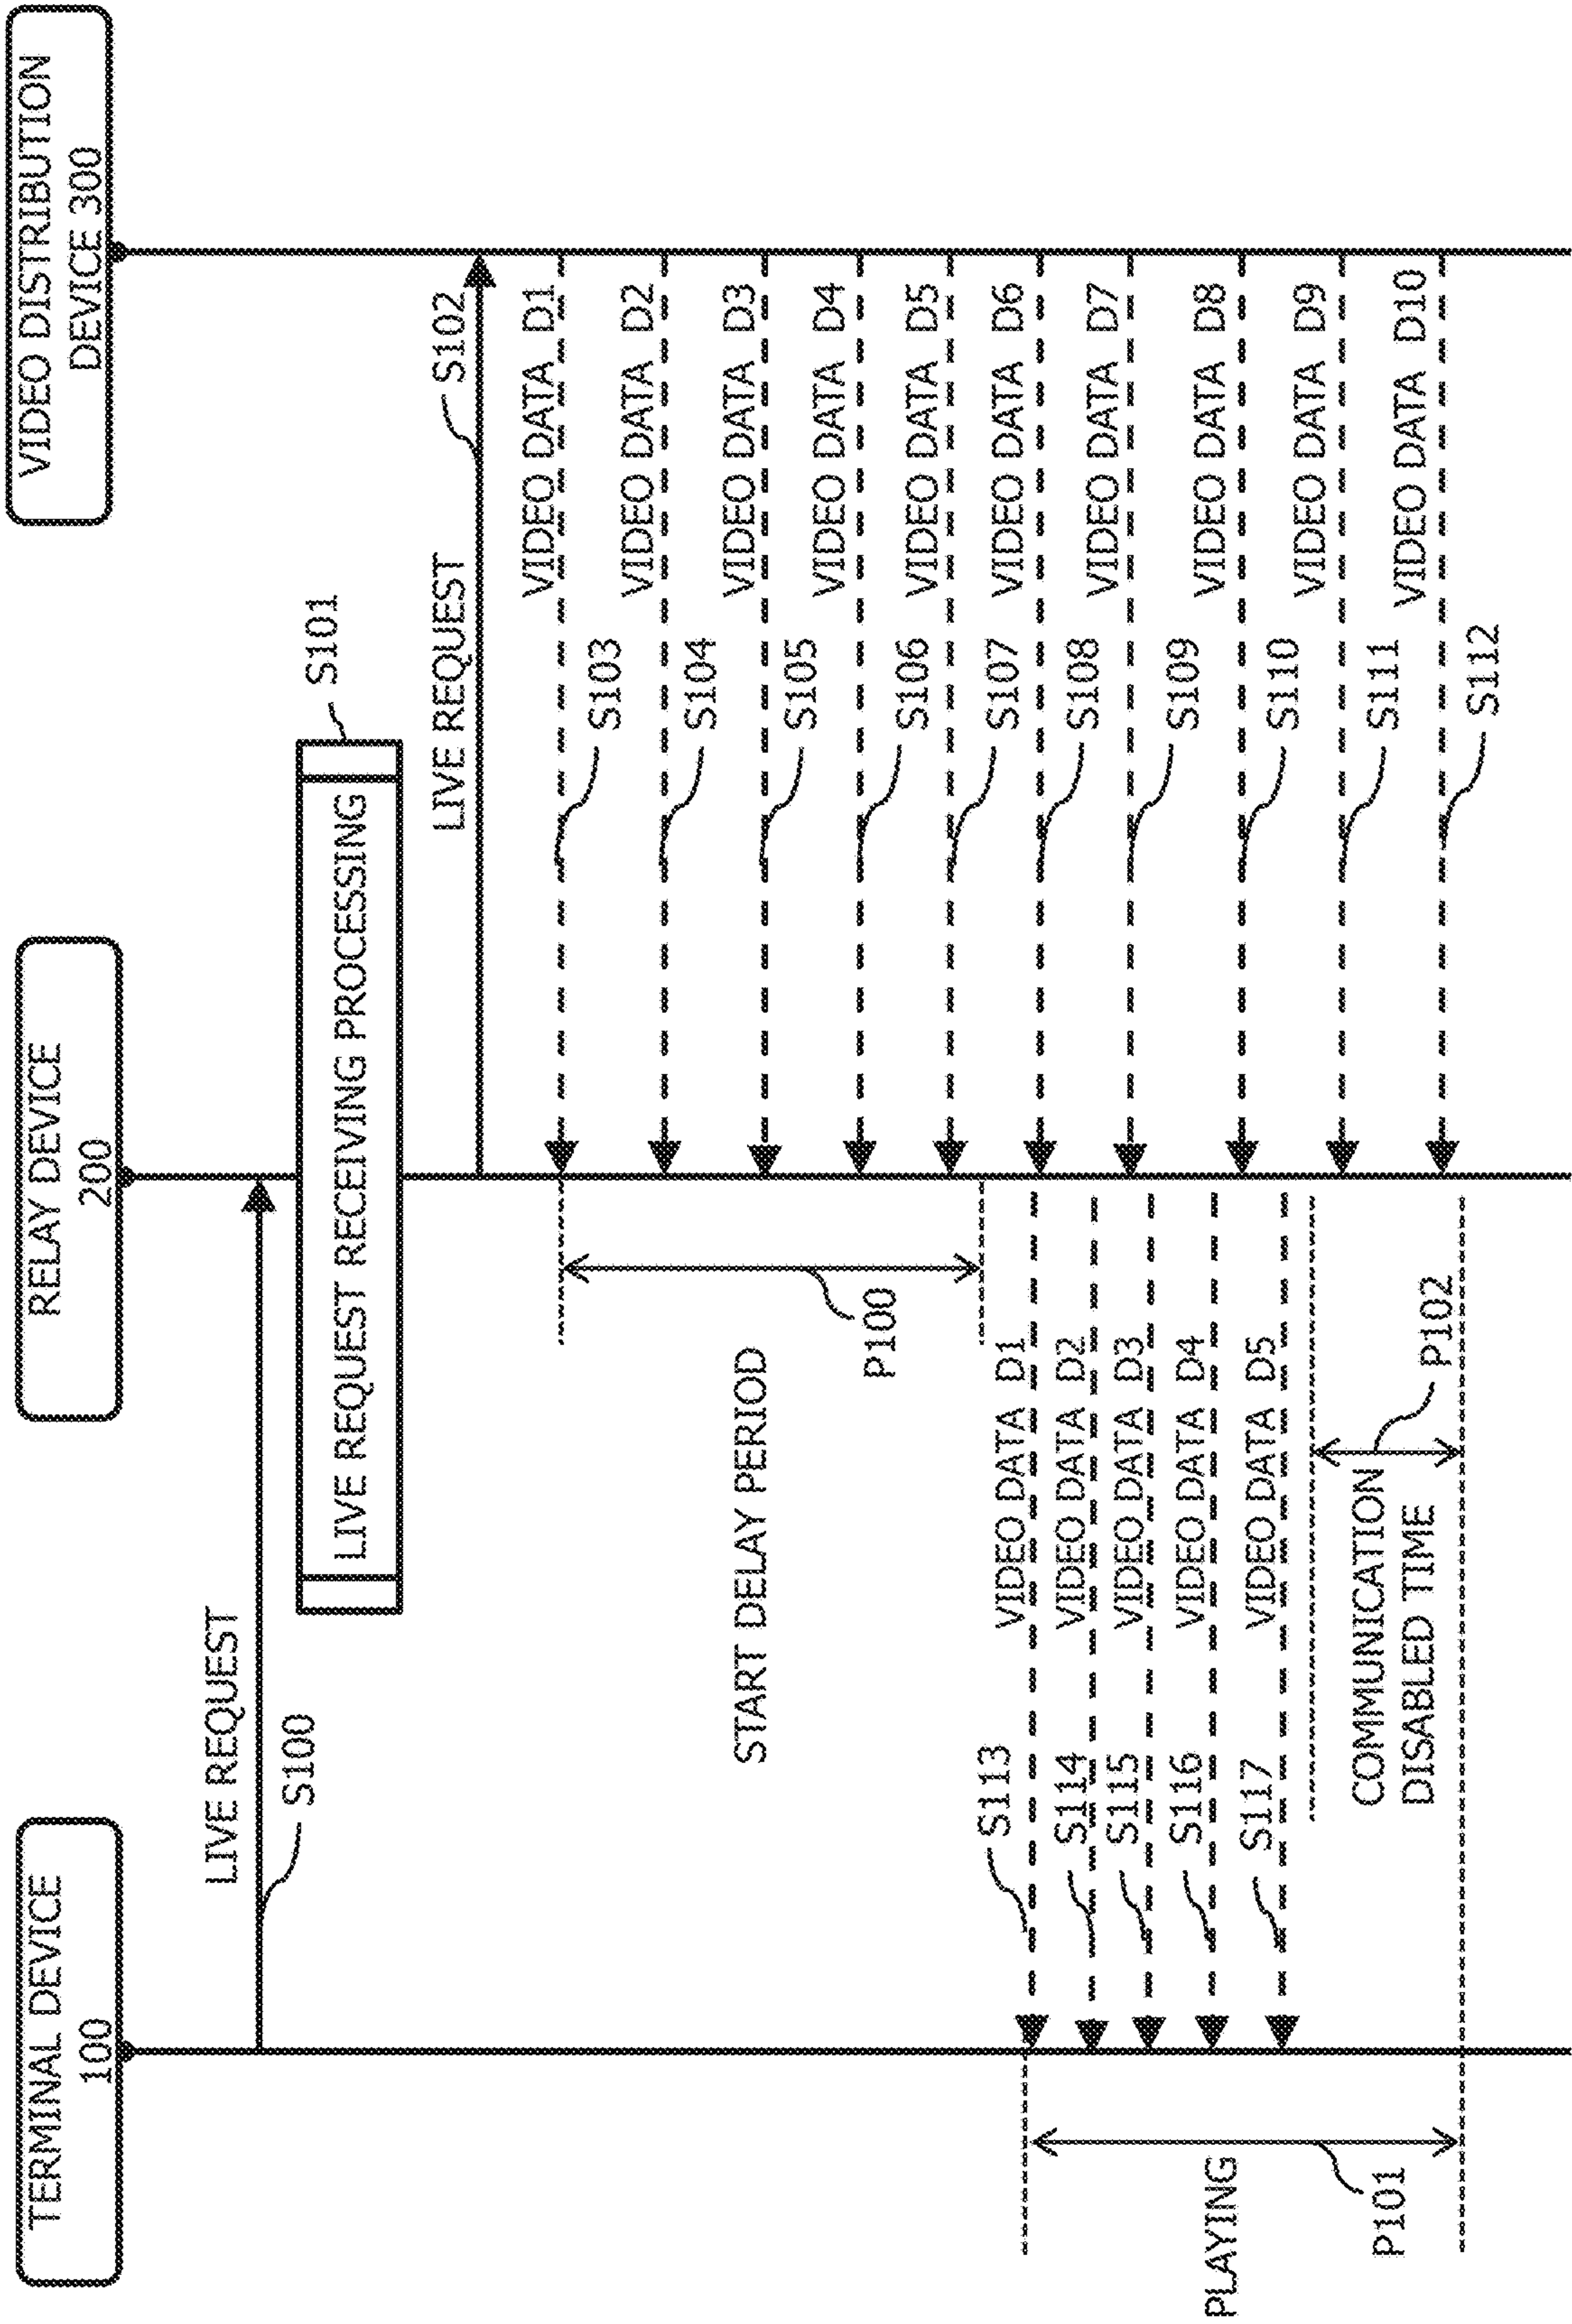 TERMINAL DEVICE
100
RELAY DEVICE
200
VIDEO DISTRIBUTION
DEVICE 300
LIVE REQUEST
S100
S101
LIVE REQUEST RECEIVING PROCESSING
LIVE REQUEST
S102
VIDEO DATA D1
S103
VIDEO DATA D2
S104
VIDEO DATA D3
S105
VIDEO DATA D4
S106
VIDEO DATA D5
S107
VIDEO DATA D6
S108
VIDEO DATA D7
S109
VIDEO DATA D8
S110
VIDEO DATA D9
S111
VIDEO DATA D10
S112
START DELAY PERIOD
P100
S113
VIDEO DATA D1
S114
VIDEO DATA D2
S115
VIDEO DATA D3
S116
VIDEO DATA D4
S117
VIDEO DATA D5
COMMUNICATION
DISABLED TIME
P102
PLAYING
P101